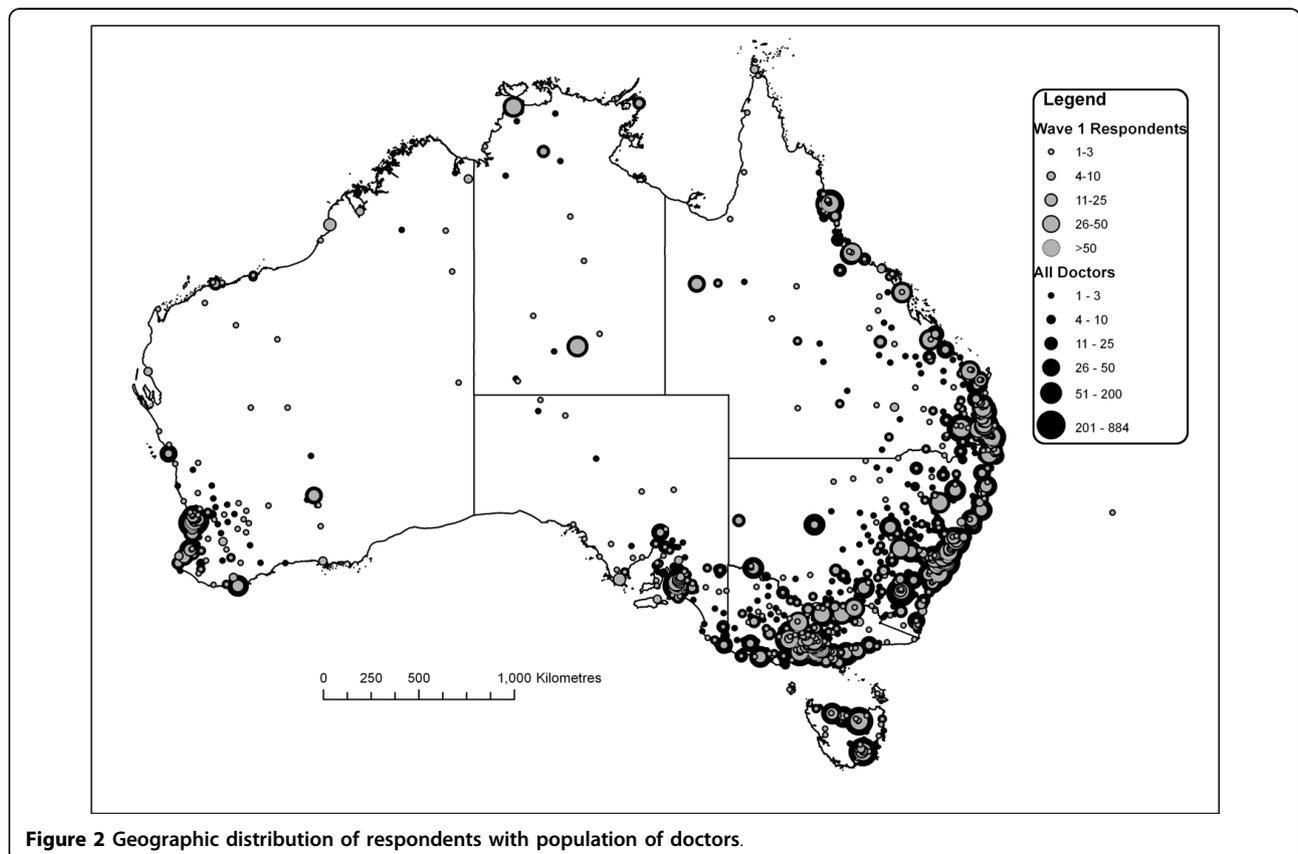 Legend
Wave 1 Respondents
1-3
4-10
11-25
26-50
>50
All Doctors
1 - 3
4 - 10
11 - 25
26 - 50
51 - 200
201 - 884
0 250 500 1,000 Kilometres
Figure 2 Geographic distribution of respondents with population of doctors.